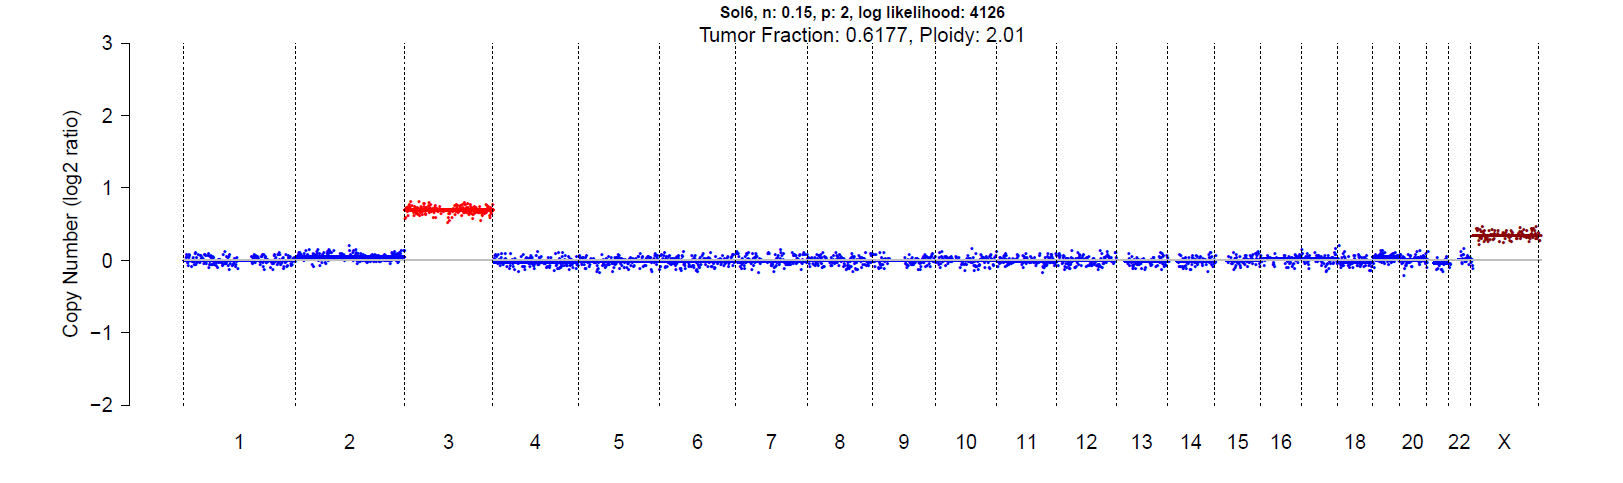 Sol6, n: 0.15, p: 2, log likelihood: 4126
Tumor Fraction: 0.6177, Ploidy: 2.01
Copy Number (log2 ratio)
3
2
1
0
−1
−2
1 2 3 4 5 6 7 8 9 10 11 12 13 14 15 16 18 20 22 X